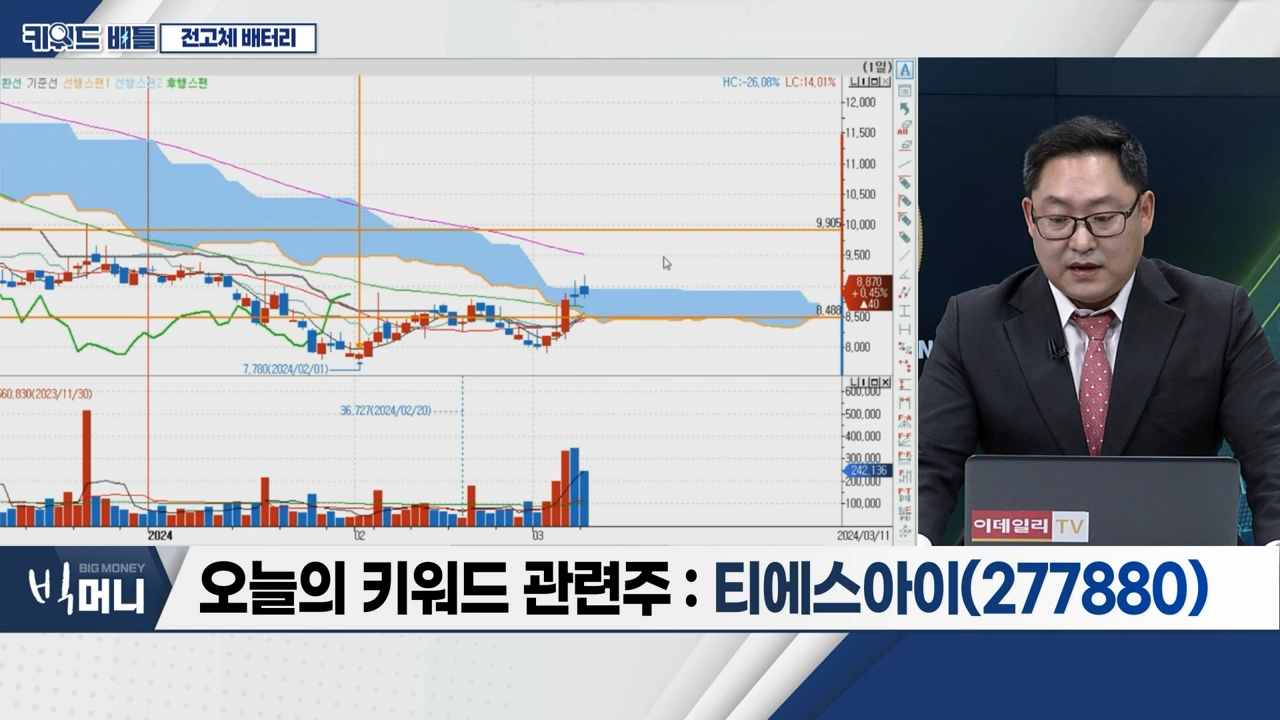 키워드 배틀
전고체 배터리
환선 기준선 선행스팬1 선행스팬2 후행스팬
(1일)
HC:-26,08% LC:14,01%
12,000
11,500
11,000
10,500
9,905
10,000
9,500
8,870
+0,45%
▲40
8,488
8,500
8,000
7,780(2024/02/01)
560,830(2023/11/30)
36,727(2024/02/20)
600,000
500,000
400,000
300,000
242,136
200,000
100,000
2024
02
03
2024/03/11
A
All
F-A
F-F
F-R
F-T
이데일리 TV
BIG MONEY
빅머니
오늘의 키워드 관련주 : 티에스아이(277880)